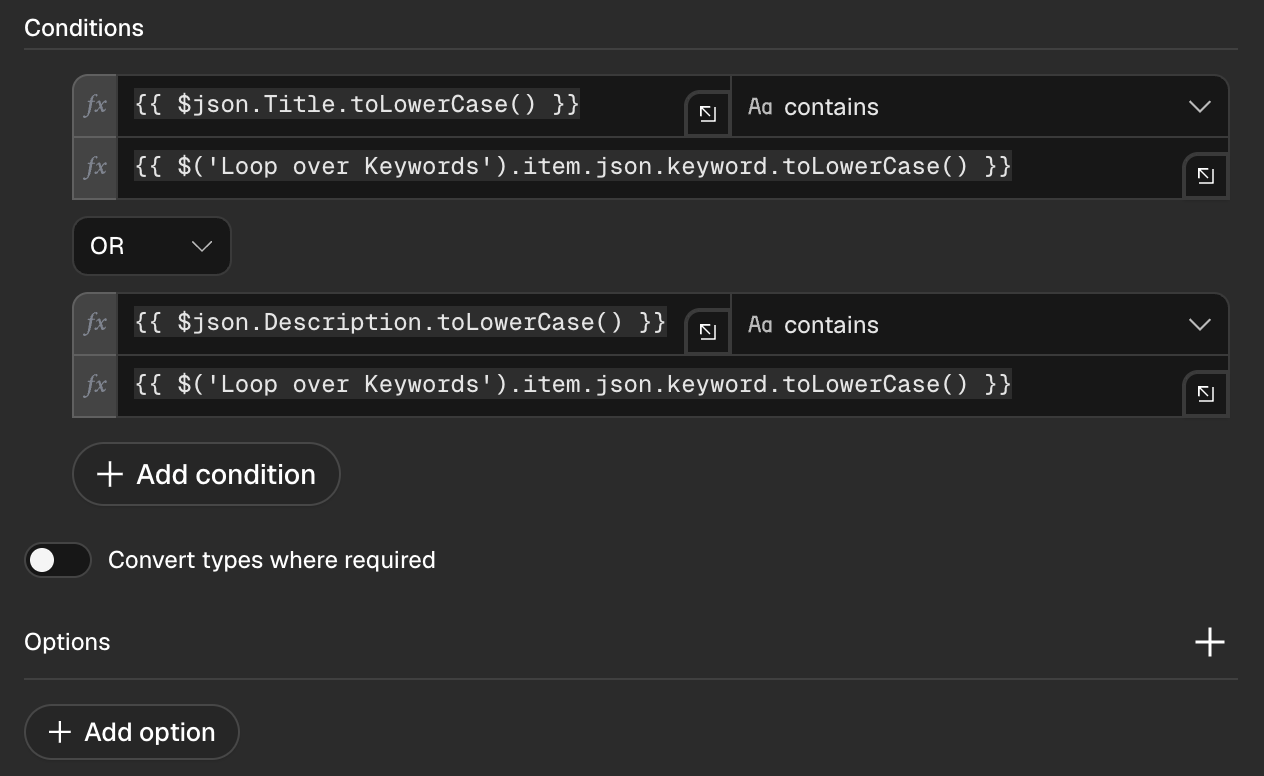 Conditions
fx {{ $json.Title.toLowerCase() }} Aa contains
fx {{ $('Loop over Keywords').item.json.keyword.toLowerCase() }}
OR
fx {{ $json.Description.toLowerCase() }} Aa contains
fx {{ $('Loop over Keywords').item.json.keyword.toLowerCase() }}
+ Add condition
Convert types where required
Options +
+ Add option